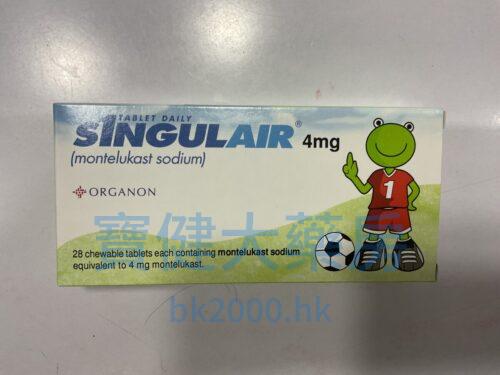 TABLET DAILY
SINGULAIR® 4mg
(montelukast sodium)
ORGANON
1
寶健大藥房
28 chewable tablets each containing montelukast sodium
equivalent to 4 mg montelukast.
bk2000.hk